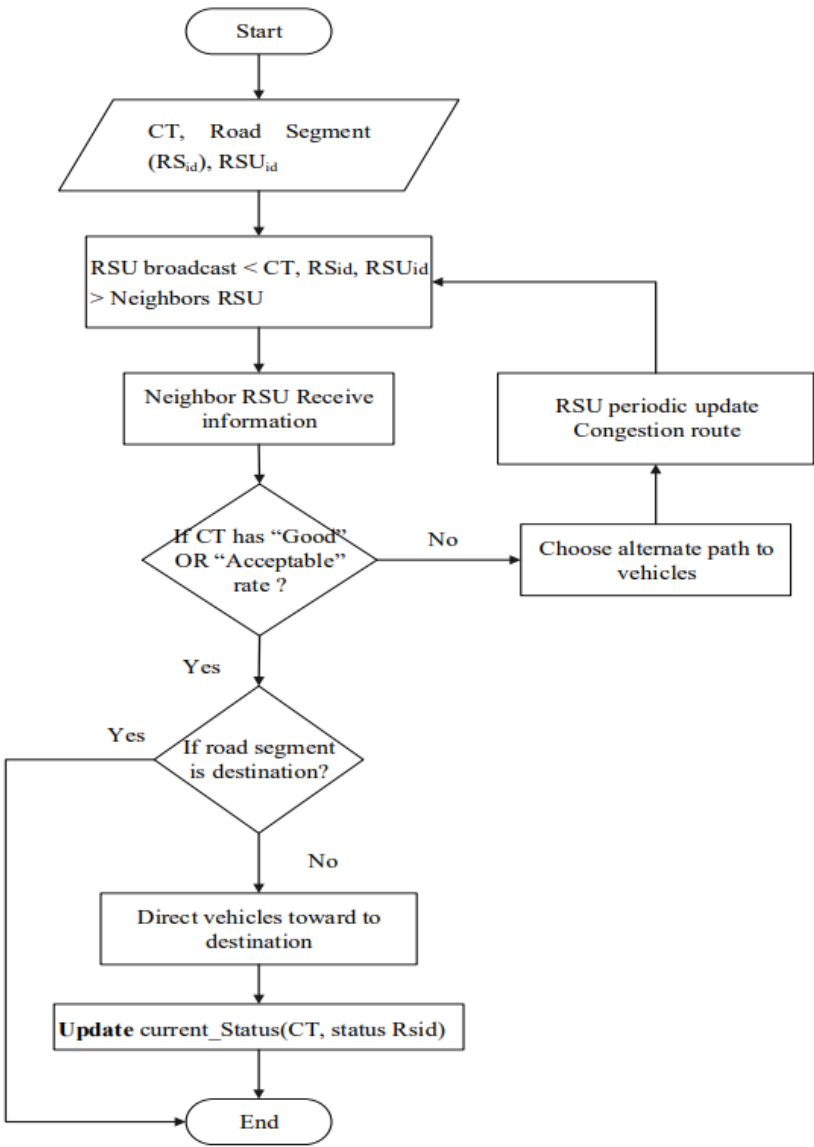 Start
CT, Road Segment
(RSid), RSUid
RSU broadcast < CT, RSid, RSUid
> Neighbors RSU
Neighbor RSU Receive
information
RSU periodic update
Congestion route
If CT has “Good”
OR “Acceptable”
rate ?
No
Choose alternate path to
vehicles
Yes
Yes
If road segment
is destination?
No
Direct vehicles toward to
destination
Update current_Status(CT, status Rsid)
End